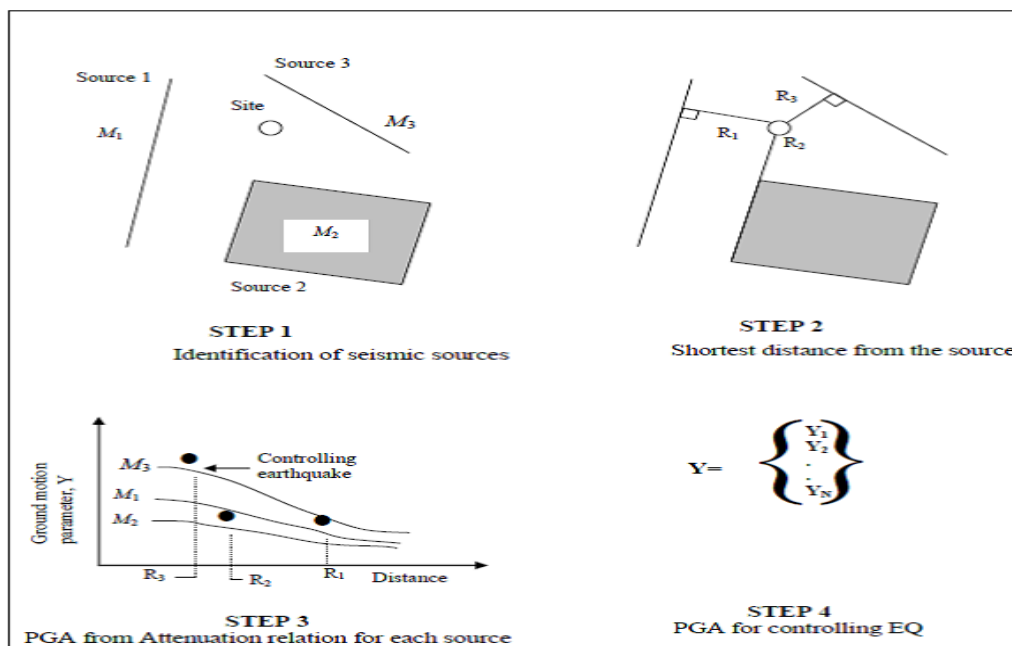 Source 1
Source 3
Site
M₁
M₃
M₂
Source 2
STEP 1
Identification of seismic sources
R₃
R₁
R₂
STEP 2
Shortest distance from the source
Ground motion
parameter, Y
M₃
M₁
M₂
Controlling
earthquake
R₃
R₂
R₁
Distance
STEP 3
PGA from Attenuation relation for each source
Y=
Y₁
Y₂
.
.
Y_N
STEP 4
PGA for controlling EQ